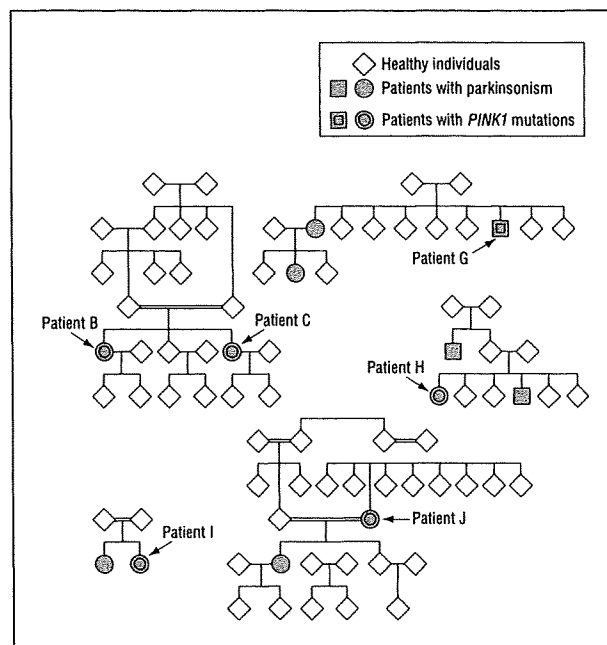 Healthy individuals
Patients with parkinsonism
Patients with PINK1 mutations
Patient G
Patient B
Patient C
Patient H
Patient J
Patient I